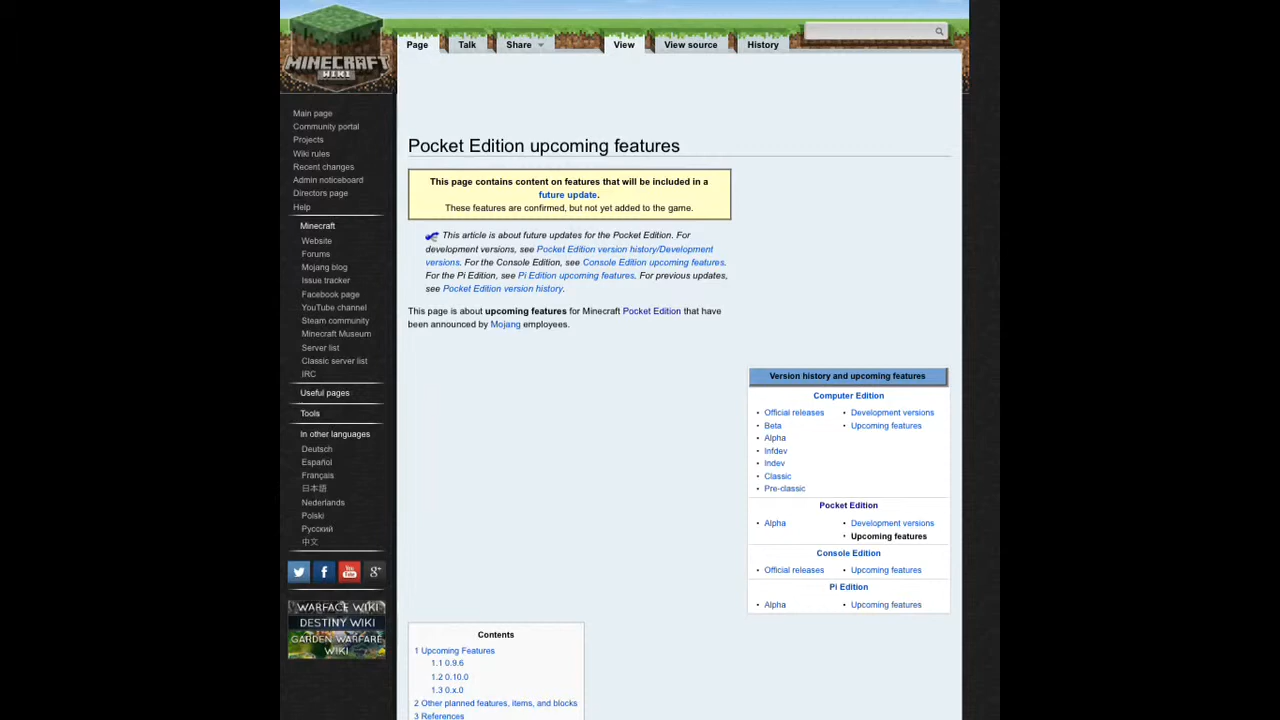 MINECRAFT
WIKI
Page
Talk
Share
View
View source
History
Main page
Community portal
Projects
Wiki rules
Recent changes
Admin noticeboard
Directors page
Help
Minecraft
Website
Forums
Mojang blog
Issue tracker
Facebook page
YouTube channel
Steam community
Minecraft Museum
Server list
Classic server list
IRC
Useful pages
Tools
In other languages
Deutsch
Español
Français
日本語
Nederlands
Polski
Русский
中文
You
Tube
g+
WARFACE WIKI
DESTINY WIKI
GARDEN WARFARE
WIKI
Pocket Edition upcoming features
This page contains content on features that will be included in a
future update.
These features are confirmed, but not yet added to the game.
This article is about future updates for the Pocket Edition. For
development versions, see Pocket Edition version history/Development
versions. For the Console Edition, see Console Edition upcoming features.
For the Pi Edition, see Pi Edition upcoming features. For previous updates,
see Pocket Edition version history.
This page is about upcoming features for Minecraft Pocket Edition that have
been announced by Mojang employees.
Version history and upcoming features
Computer Edition
• Official releases • Development versions
• Beta • Upcoming features
• Alpha
• Infdev
• Indev
• Classic
• Pre-classic
Pocket Edition
• Alpha • Development versions
• Upcoming features
Console Edition
• Official releases • Upcoming features
Pi Edition
• Alpha • Upcoming features
Contents
1 Upcoming Features
1.1 0.9.6
1.2 0.10.0
1.3 0.x.0
2 Other planned features, items, and blocks
3 References